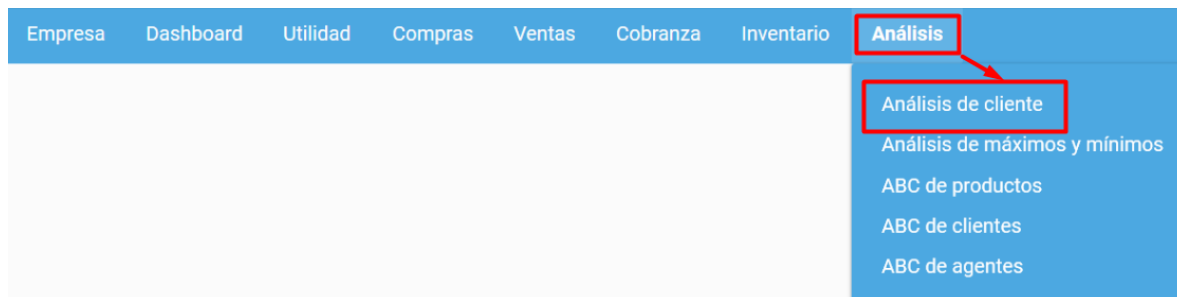 Empresa Dashboard Utilidad Compras Ventas Cobranza Inventario Análisis
Análisis de cliente
Análisis de máximos y mínimos
ABC de productos
ABC de clientes
ABC de agentes